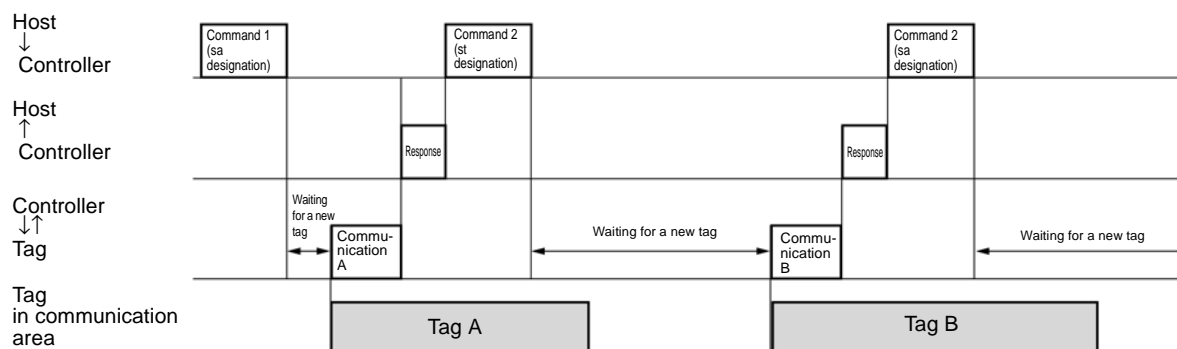 Host
↓
Controller
Command 1
(sa
designation)
Command 2
(st
designation)
Command 2
(sa
designation)
Host
↑
Controller
Response
Response
Controller
↓↑
Tag
Waiting
for a new
tag
Commu-
nication
A
Waiting for a new tag
Commu-
nication
B
Waiting for a new tag
Tag
in communication
area
Tag A
Tag B